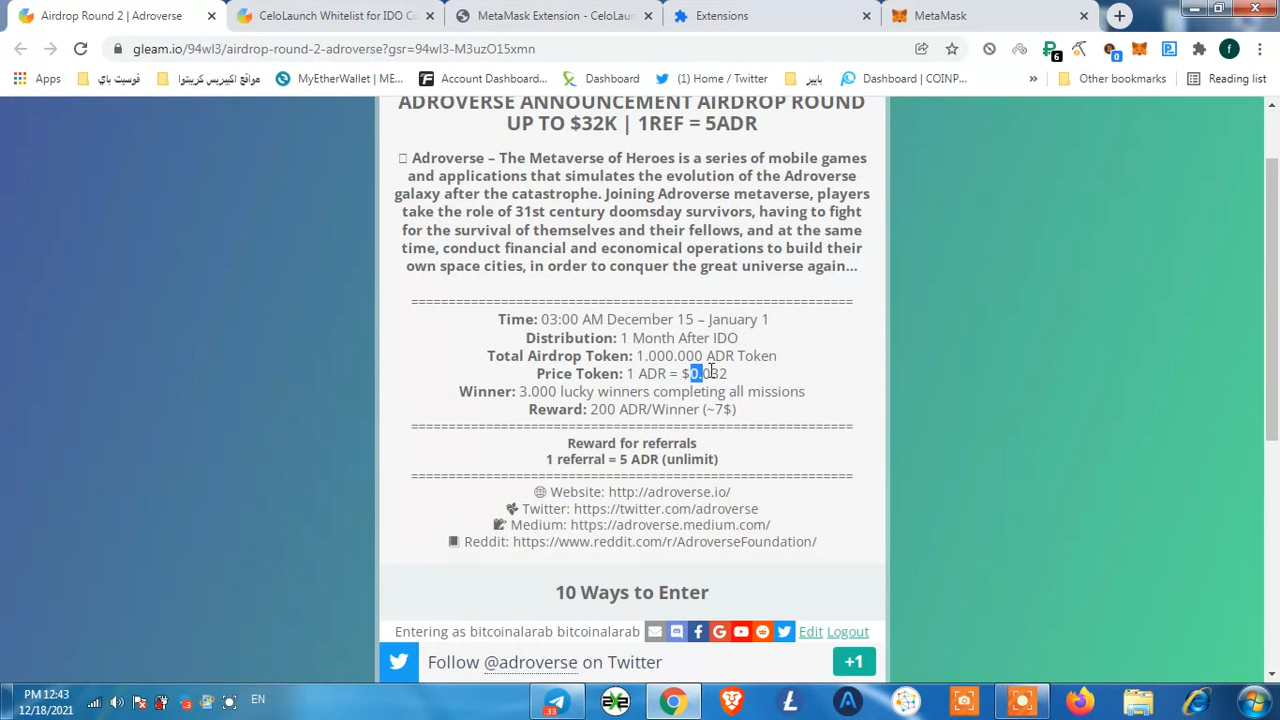 Airdrop Round 2 | Adroverse
CeloLaunch Whitelist for IDO Ce
MetaMask Extension - CeloLaun
Extensions
MetaMask
gleam.io/94wl3/airdrop-round-2-adroverse?gsr=94wl3-M3uzO15xmn
Apps
فوسيت باي
مواقع اكسبريس كريبتوا
MyEtherWallet | ME...
Account Dashboard...
Dashboard
(1) Home / Twitter
بايير
Dashboard | COINP...
»
Other bookmarks
Reading list
ADROVERSE ANNOUNCEMENT AIRDROP ROUND
UP TO $32K | 1REF = 5ADR
Adroverse – The Metaverse of Heroes is a series of mobile games
and applications that simulates the evolution of the Adroverse
galaxy after the catastrophe. Joining Adroverse metaverse, players
take the role of 31st century doomsday survivors, having to fight
for the survival of themselves and their fellows, and at the same
time, conduct financial and economical operations to build their
own space cities, in order to conquer the great universe again...
======================================================
Time: 03:00 AM December 15 – January 1
Distribution: 1 Month After IDO
Total Airdrop Token: 1.000.000 ADR Token
Price Token: 1 ADR = $0.032
Winner: 3.000 lucky winners completing all missions
Reward: 200 ADR/Winner (~7$)
======================================================
Reward for referrals
1 referral = 5 ADR (unlimit)
======================================================
Website: http://adroverse.io/
Twitter: https://twitter.com/adroverse
Medium: https://adroverse.medium.com/
Reddit: https://www.reddit.com/r/AdroverseFoundation/
10 Ways to Enter
Entering as bitcoinalarab bitcoinalarab Edit Logout
Follow @adroverse on Twitter
+1
PM 12:43
12/18/2021
EN
33